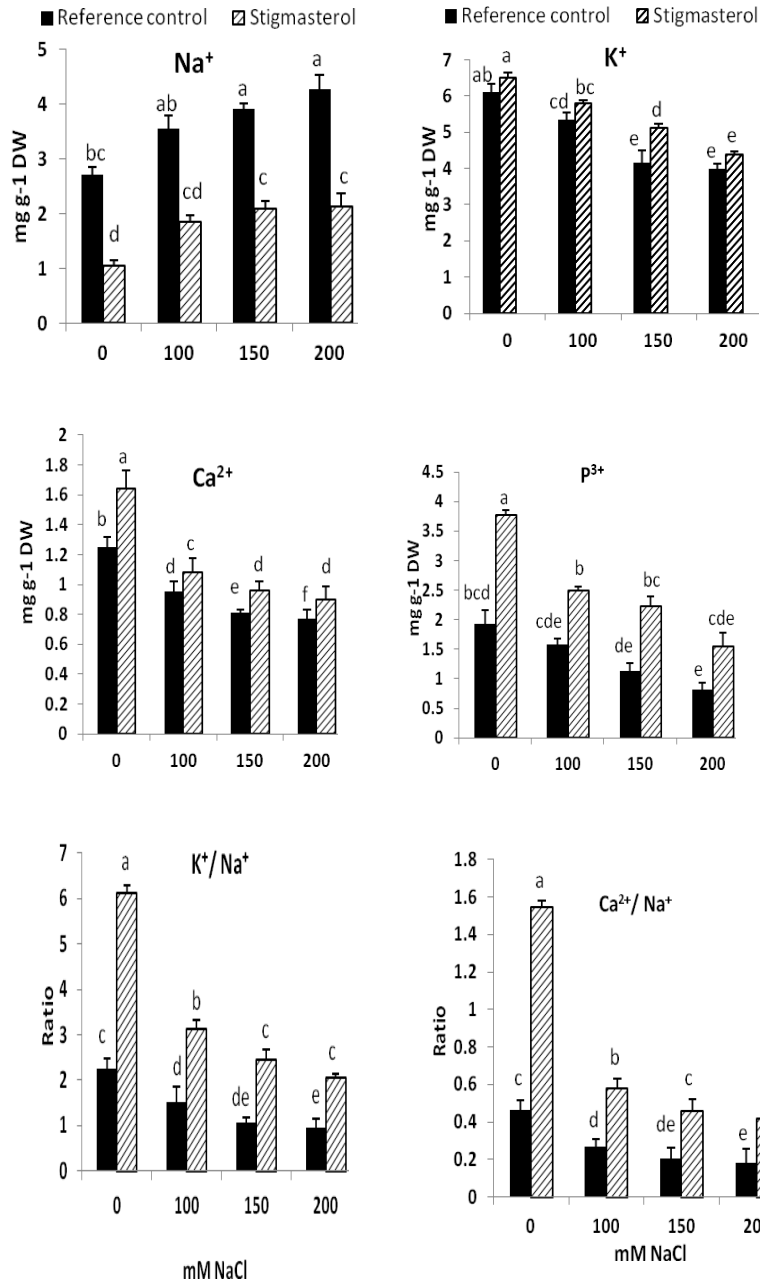 Reference control Stigmasterol
Na⁺
mg g-1 DW
5
4
3
2
1
0
bc
d
ab
cd
a
c
a
c
0 100 150 200
Reference control Stigmasterol
K⁺
mg g-1 DW
7
6
5
4
3
2
1
0
ab
a
cd
bc
e
d
e
e
0 100 150 200
Ca²⁺
mg g-1 DW
2
1.8
1.6
1.4
1.2
1
0.8
0.6
0.4
0.2
0
b
a
d
c
e
d
f
d
0 100 150 200
P³⁺
mg g-1 DW
4.5
4
3.5
3
2.5
2
1.5
1
0.5
0
bcd
a
cde
b
de
bc
e
cde
0 100 150 200
K⁺/ Na⁺
Ratio
7
6
5
4
3
2
1
0
c
a
d
b
de
c
e
c
0 100 150 200
mM NaCl
Ca²⁺/ Na⁺
Ratio
1.8
1.6
1.4
1.2
1
0.8
0.6
0.4
0.2
0
c
a
d
b
de
c
e
0 100 150
mM NaCl